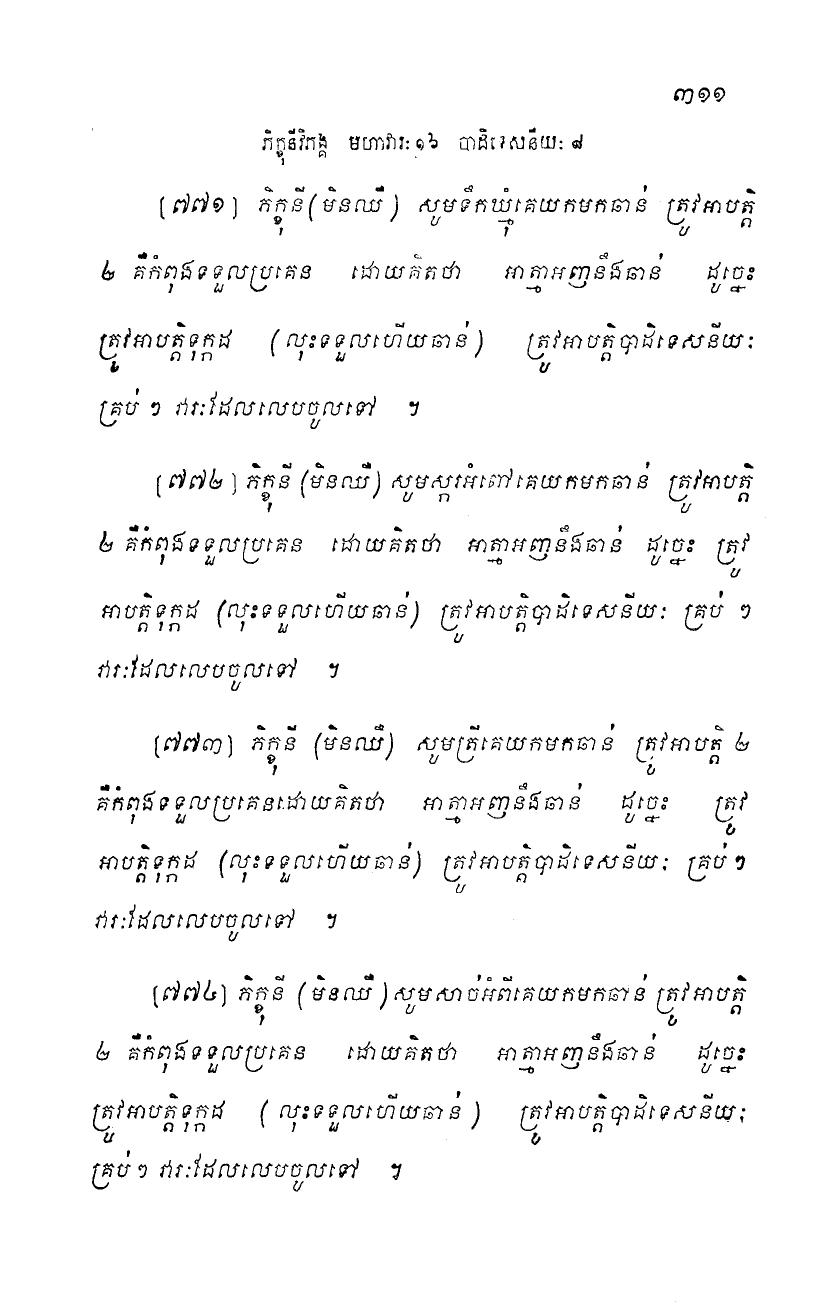 ៣១១
ភិក្ខុនីវិភង្គ មហាវារៈ ១៦ បាដិទេសនីយៈ ៨
[៧៧១] ភិក្ខុនី (មិនឈឺ) សូមទឹកឃ្មុំគេយកមកឆាន់ ត្រូវអាបត្តិ
២ គឺកំពុងទទួលប្រគេន ដោយគិតថា អាត្មាអញនឹងឆាន់ ដូច្នេះ
ត្រូវអាបត្តិទុក្កដ (លុះទទួលហើយឆាន់) ត្រូវអាបត្តិបាដិទេសនីយៈ
គ្រប់ ៗ វារៈដែលលេបចូលទៅ ។
[៧៧២] ភិក្ខុនី (មិនឈឺ) សូមស្ករអំពៅគេយកមកឆាន់ ត្រូវអាបត្តិ
២ គឺកំពុងទទួលប្រគេន ដោយគិតថា អាត្មាអញនឹងឆាន់ ដូច្នេះ ត្រូវ
អាបត្តិទុក្កដ (លុះទទួលហើយឆាន់) ត្រូវអាបត្តិបាដិទេសនីយៈ គ្រប់ ៗ
វារៈដែលលេបចូលទៅ ។
[៧៧៣] ភិក្ខុនី (មិនឈឺ) សូមត្រីគេយកមកឆាន់ ត្រូវអាបត្តិ ២
គឺកំពុងទទួលប្រគេនដោយគិតថា អាត្មាអញនឹងឆាន់ ដូច្នេះ ត្រូវ
អាបត្តិទុក្កដ (លុះទទួលហើយឆាន់) ត្រូវអាបត្តិបាដិទេសនីយៈ គ្រប់ ៗ
វារៈដែលលេបចូលទៅ ។
[៧៧៤] ភិក្ខុនី (មិនឈឺ) សូមសាច់អំពីគេយកមកឆាន់ ត្រូវអាបត្តិ
២ គឺកំពុងទទួលប្រគេន ដោយគិតថា អាត្មាអញនឹងឆាន់ ដូច្នេះ
ត្រូវអាបត្តិទុក្កដ (លុះទទួលហើយឆាន់) ត្រូវអាបត្តិបាដិទេសនីយៈ
គ្រប់ ៗ វារៈដែលលេបចូលទៅ ។